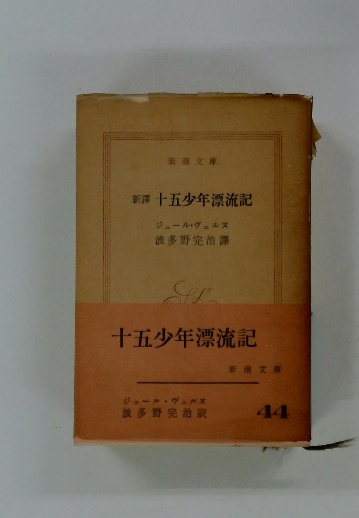 新潮文庫
新譯 十五少年漂流記
ジュール・ヴェルヌ
波多野完治譯
十五少年漂流記
新潮文庫
ジュール・ヴェルヌ
波多野完治訳
44